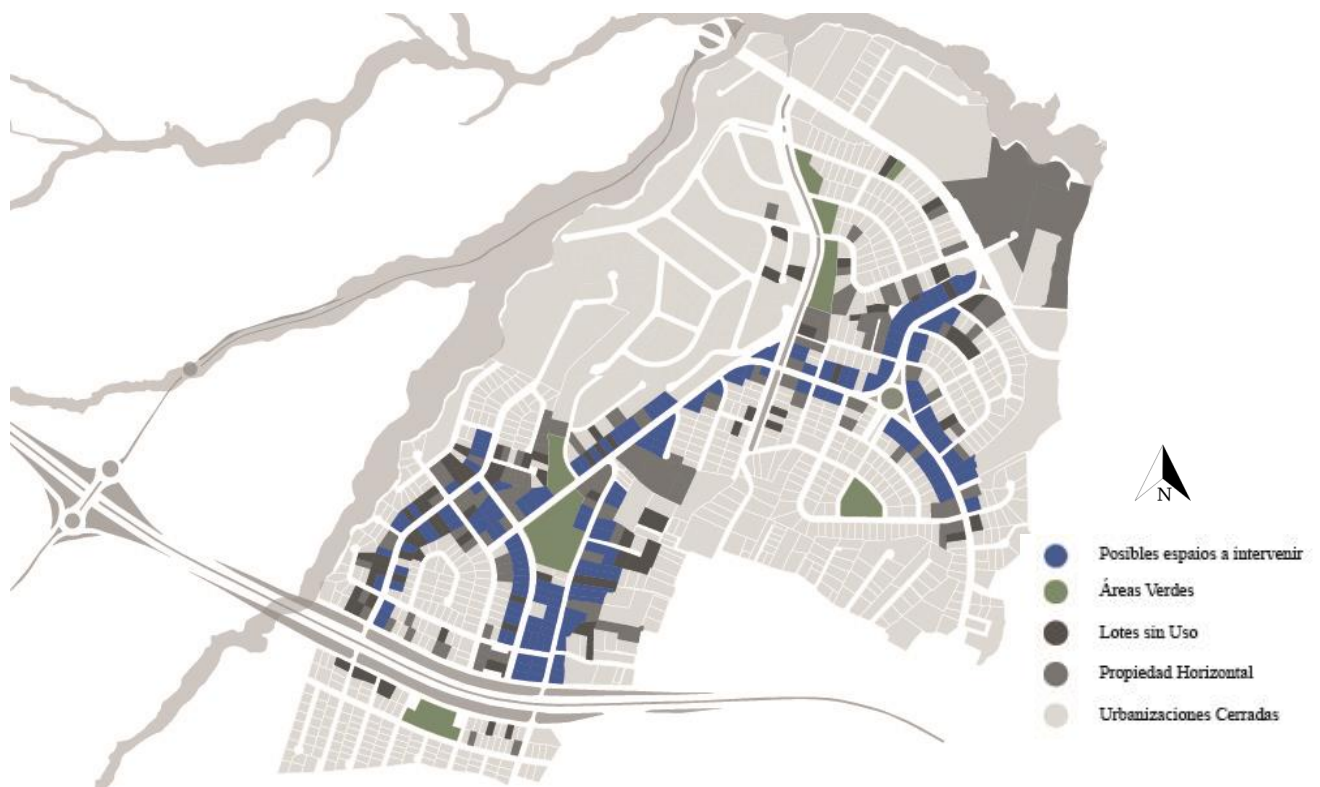 N
Posibles espaios a intervenir
Áreas Verdes
Lotes sin Uso
Propiedad Horizontal
Urbanizaciones Cerradas